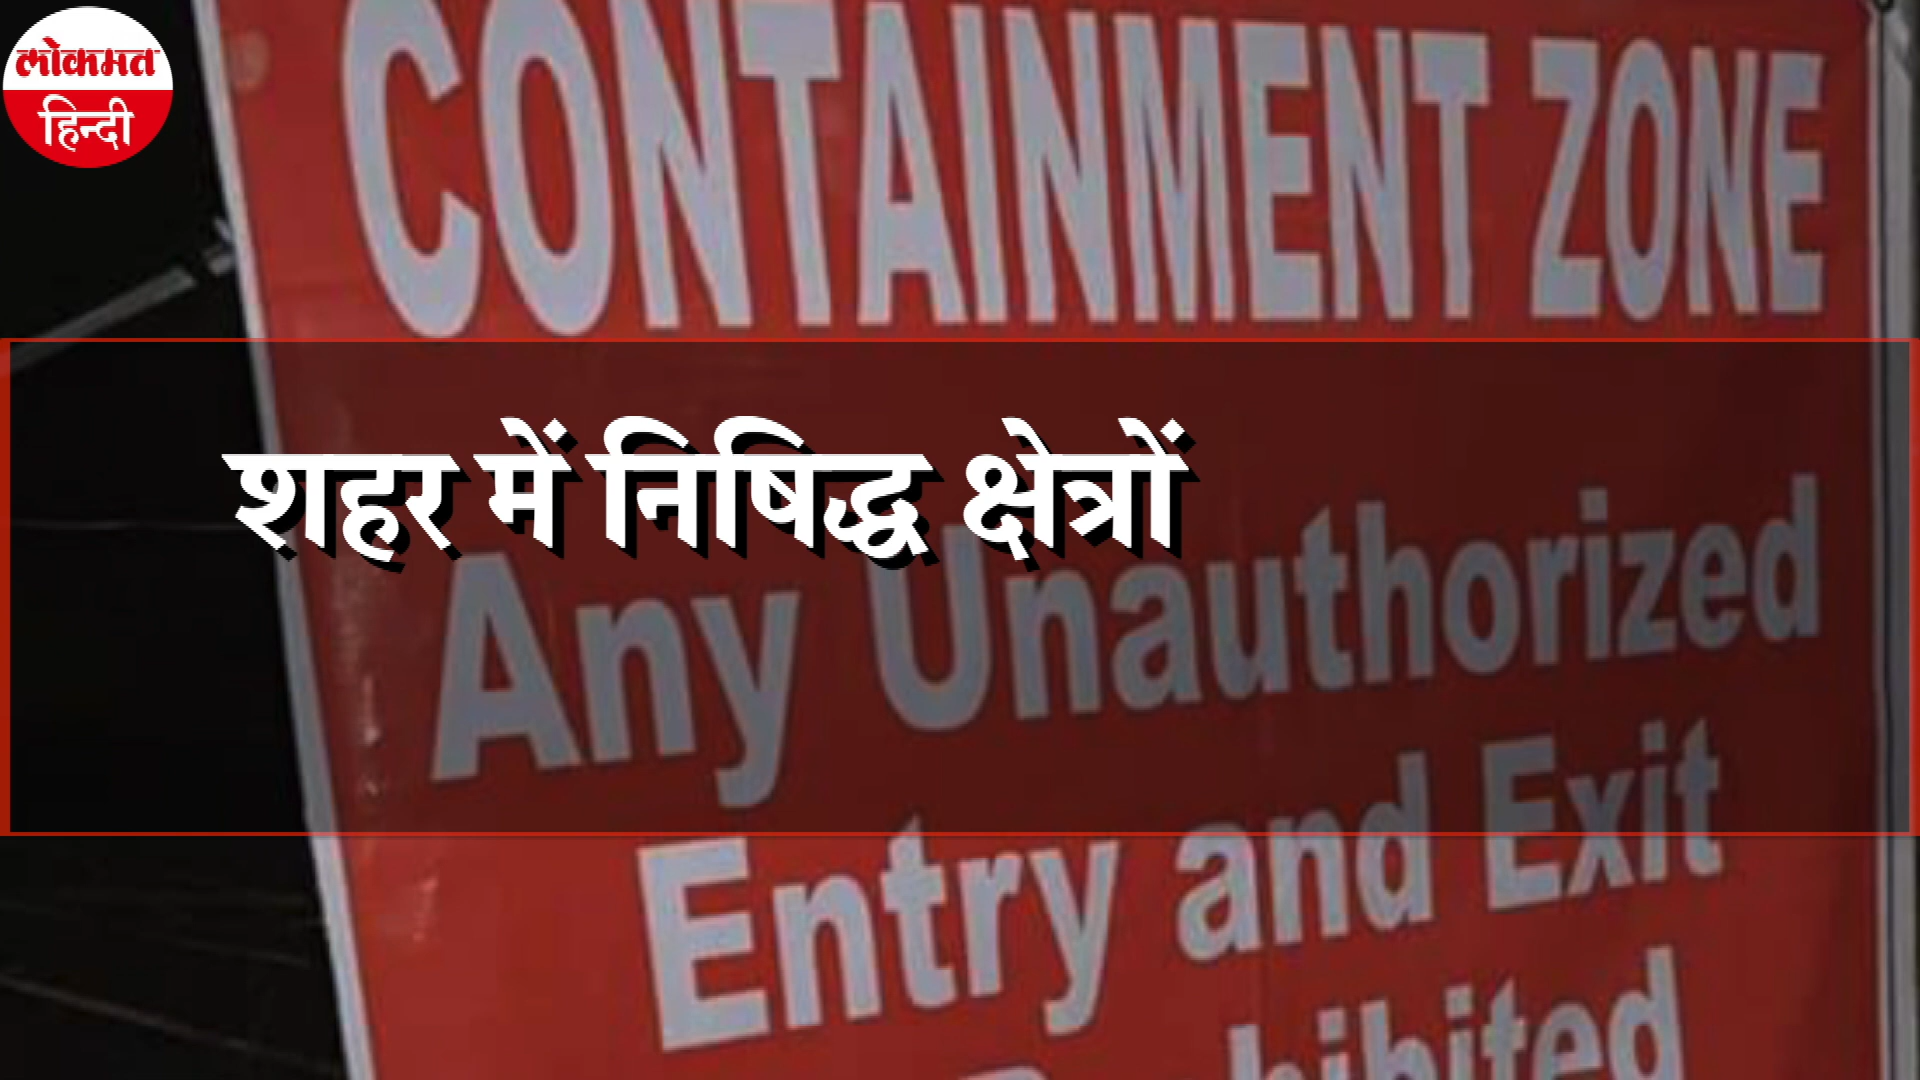 लोकमत
हिन्दी
CONTAINMENT ZONE
शहर में निषिद्ध क्षेत्रों
Any Unauthorized
Entry and Exit